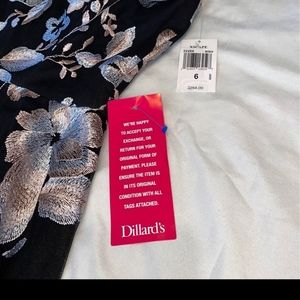 6
WE'RE HAPPY
TO ACCEPT YOUR
EXCHANGE, OR
RETURN FOR YOUR
ORIGINAL FORM OF
PAYMENT. PLEASE
ENSURE THE ITEM IS
IN ITS ORIGINAL
CONDITION WITH ALL
TAGS ATTACHED.
Dillard's